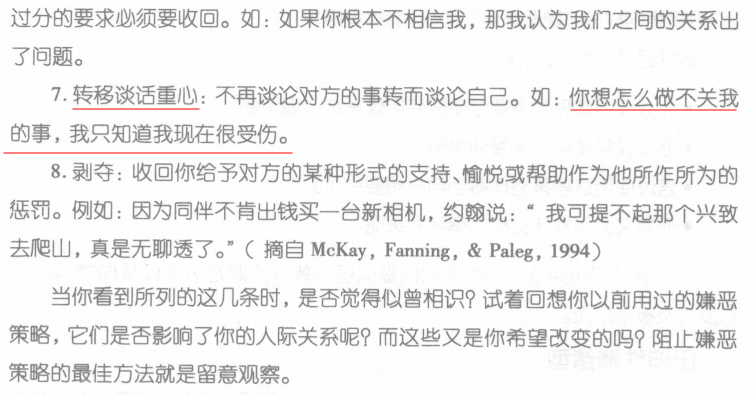 过分的要求必须要收回。如：如果你根本不相信我，那我认为我们之间的关系出
了问题。
7. 转移谈话重心：不再谈论对方的事转而谈论自己。如：你想怎么做不关我
的事，我只知道我现在很受伤。
8. 剥夺：收回你给予对方的某种形式的支持、愉悦或帮助作为他所作所为的
惩罚。例如：因为同伴不肯出钱买一台新相机，约翰说：“ 我可提不起那个兴致
去爬山，真是无聊透了。”（ 摘自 McKay, Fanning, & Paleg, 1994）
当你看到所列的这几条时，是否觉得似曾相识？试着回想你以前用过的嫌恶
策略，它们是否影响了你的人际关系呢？而这些又是你希望改变的吗？阻止嫌恶
策略的最佳方法就是留意观察。